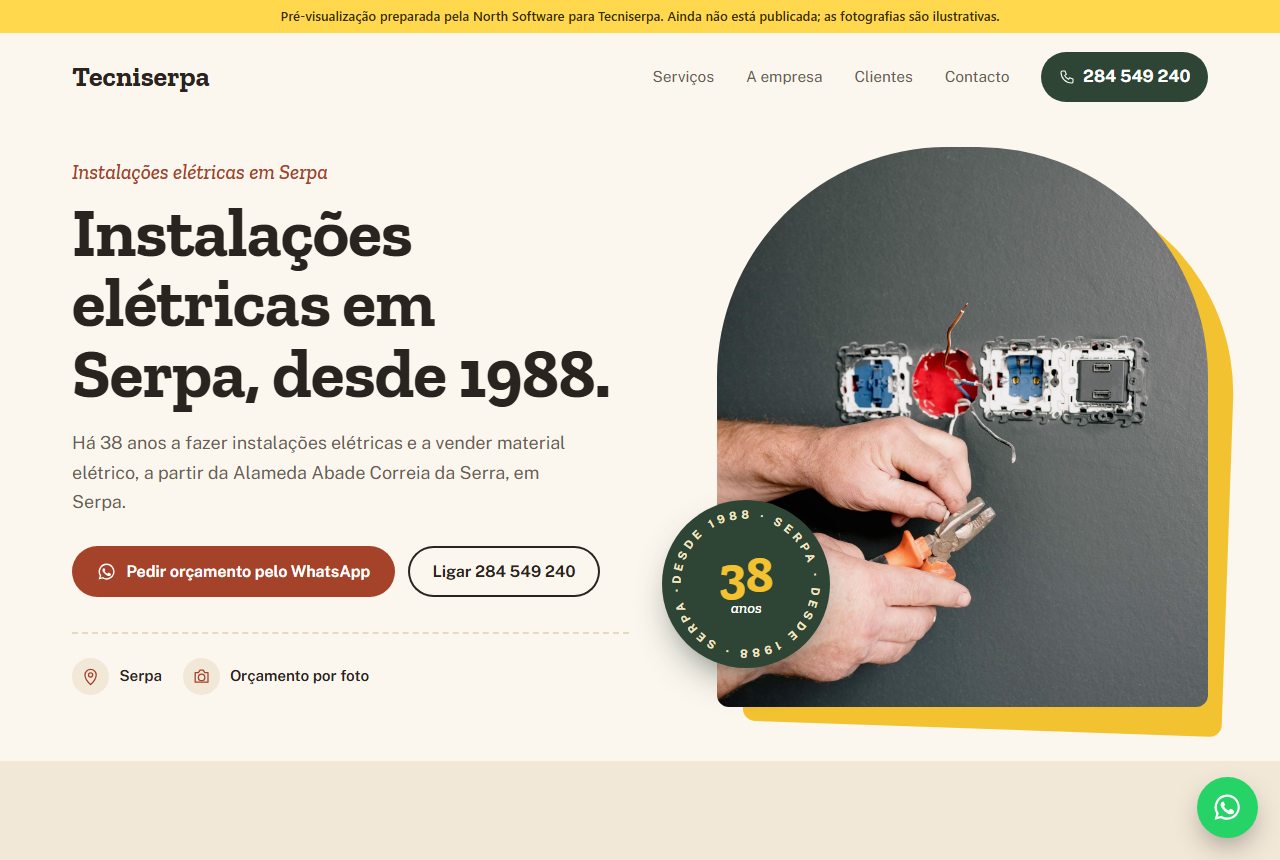 Pré-visualização preparada pela North Software para Tecniserpa. Ainda não está publicada; as fotografias são ilustrativas.
Tecniserpa
Serviços
A empresa
Clientes
Contacto
284 549 240
Instalações elétricas em Serpa
Instalações
elétricas em
Serpa, desde 1988.
Há 38 anos a fazer instalações elétricas e a vender material
elétrico, a partir da Alameda Abade Correia da Serra, em
Serpa.
Pedir orçamento pelo WhatsApp
Ligar 284 549 240
Serpa
Orçamento por foto
DESDE 1988 · SERPA · DESDE 1988 · SERPA ·
38
anos